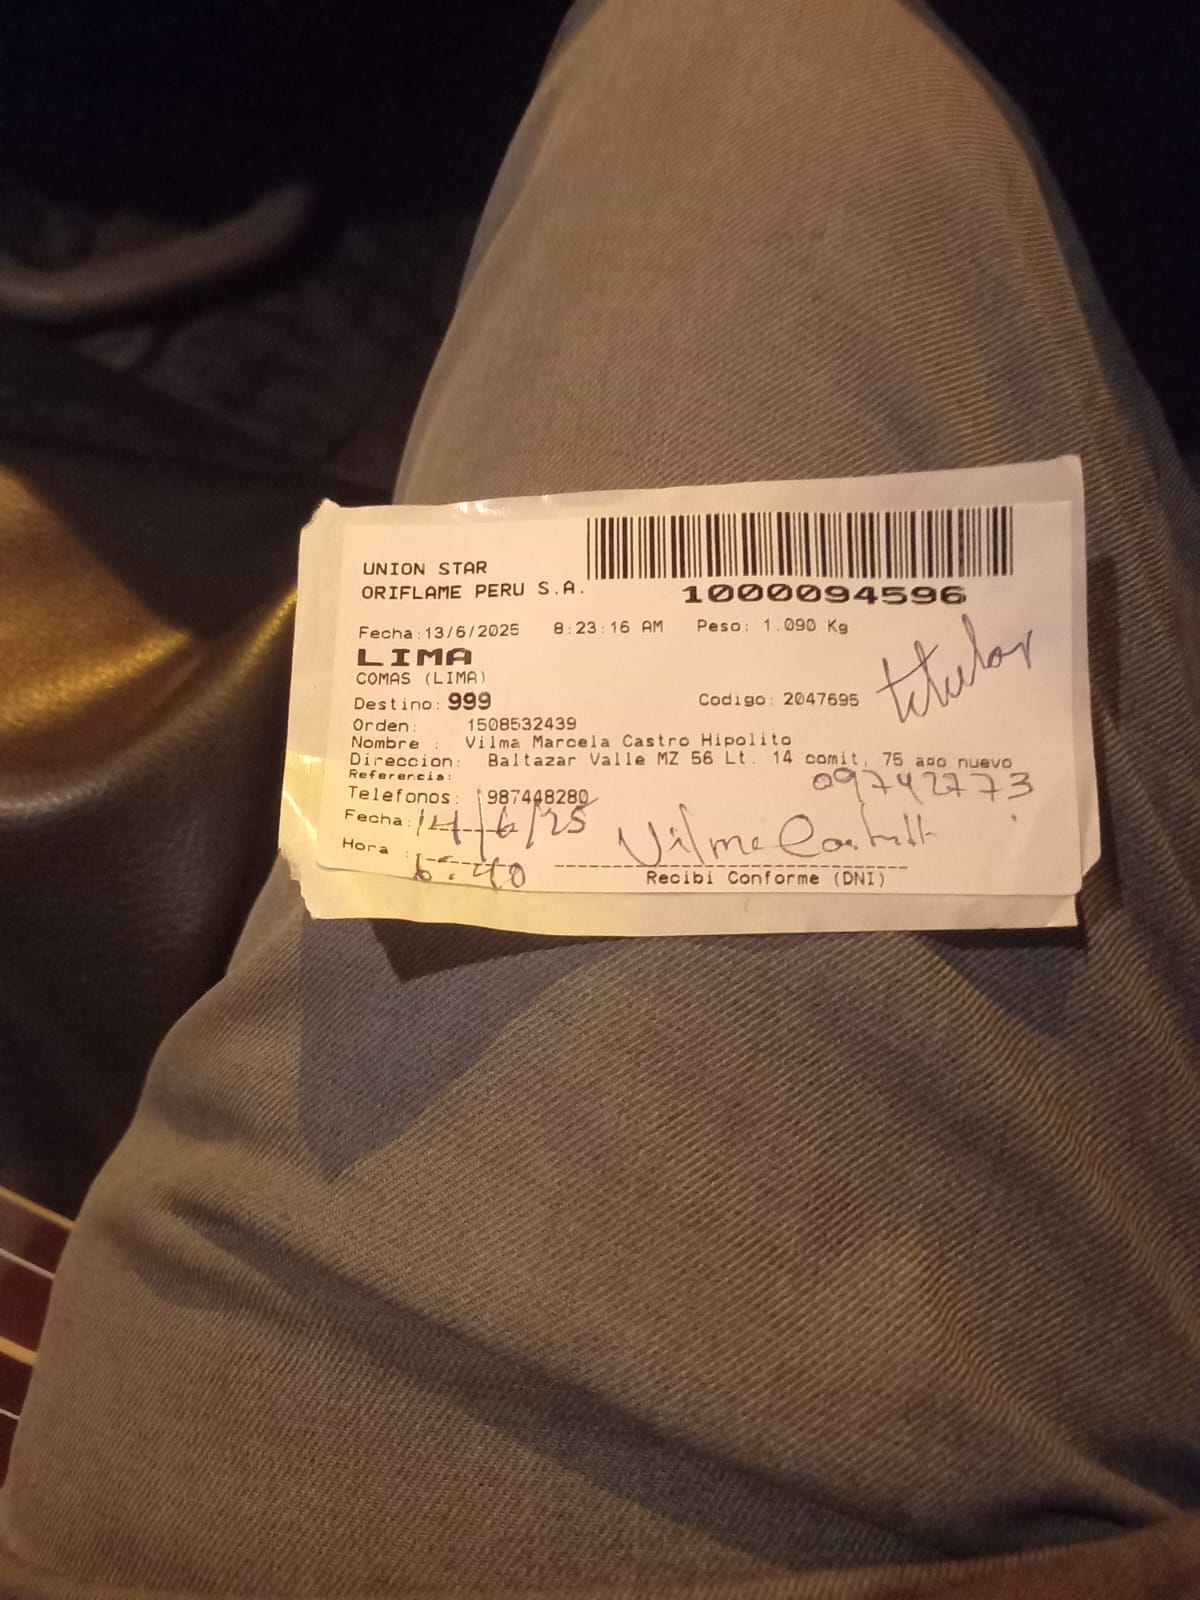 UNION STAR
ORIFLAME PERU S.A.
1000094596
Fecha:13/6/2025 8:23:16 AM Peso: 1.090 Kg
LIMA
COMAS (LIMA)
titular
Destino: 999 Codigo: 2047695
Orden: 1508532439
Nombre : Vilma Marcela Castro Hipolito
Direccion: Baltazar Valle MZ 56 Lt. 14 comit. 75 ano nuevo
Referencia:
09742773
Telefonos: 987448280
Fecha: 14/6/25
Vilma
Hora : 6:40
Recibi Conforme (DNI)